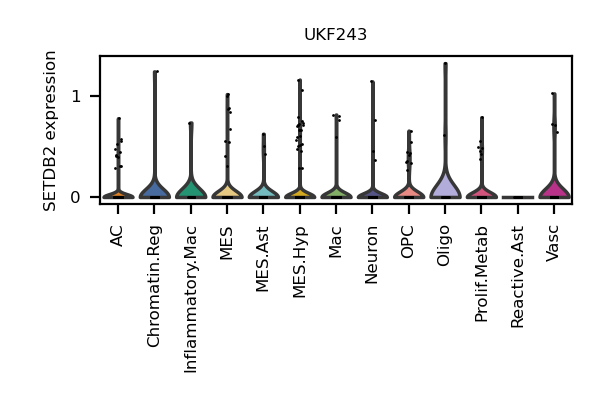 UKF243
SETDB2 expression
1
0
AC
Chromatin.Reg
Inflammatory.Mac
MES
MES.Ast
MES.Hyp
Mac
Neuron
OPC
Oligo
Prolif.Metab
Reactive.Ast
Vasc